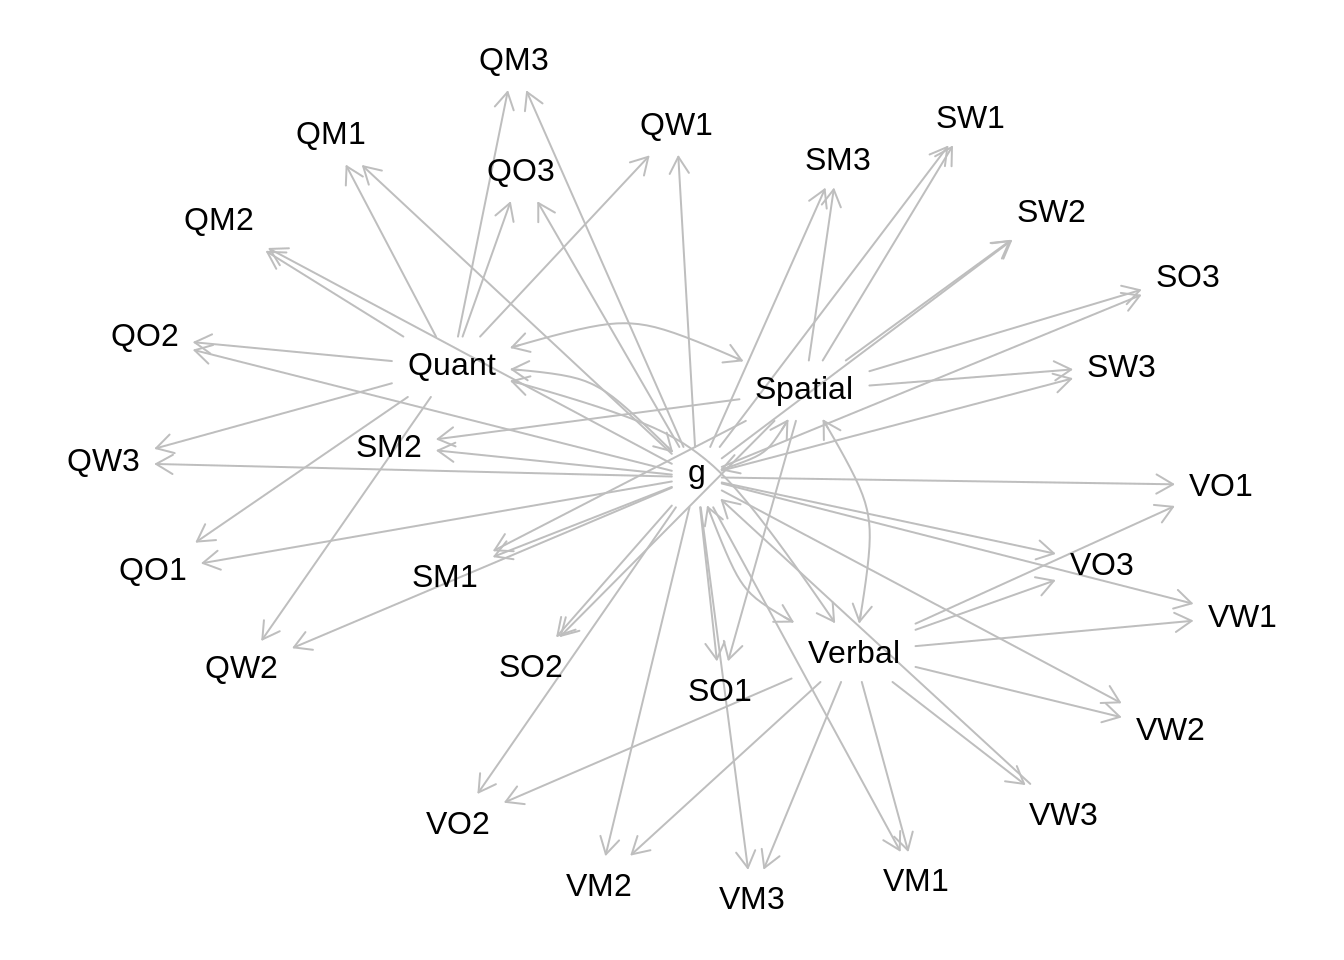 QM3
SW1
QW1
QM1
SM3
QO3
SW2
QM2
SO3
QO2
Quant
SW3
Spatial
SM2
QW3
g
VO1
VO3
QO1
SM1
VW1
Verbal
QW2
SO2
SO1
VW2
VW3
VO2
VM1
VM2
VM3